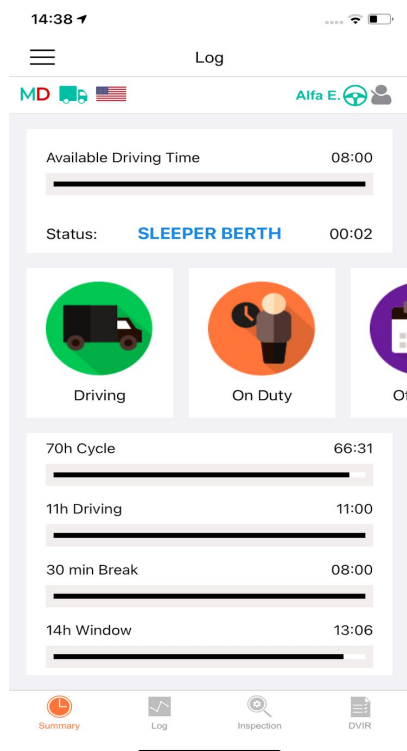 14:38
Log
MD
Alfa E.
Available Driving Time 08:00
Status: SLEEPER BERTH 00:02
Driving On Duty Of
70h Cycle 66:31
11h Driving 11:00
30 min Break 08:00
14h Window 13:06
Summary Log Inspection DVIR